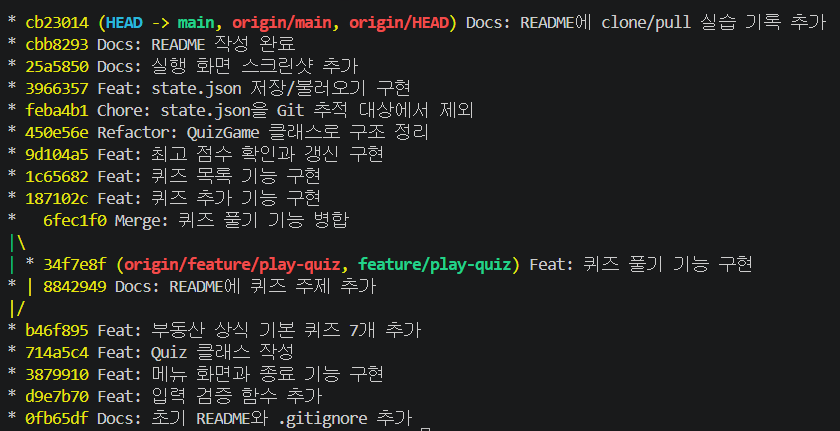 * cb23014 (HEAD -> main, origin/main, origin/HEAD) Docs: README에 clone/pull 실습 기록 추가
* cbb8293 Docs: README 작성 완료
* 25a5850 Docs: 실행 화면 스크린샷 추가
* 3966357 Feat: state.json 저장/불러오기 구현
* feba4b1 Chore: state.json을 Git 추적 대상에서 제외
* 450e56e Refactor: QuizGame 클래스로 구조 정리
* 9d104a5 Feat: 최고 점수 확인과 갱신 구현
* 1c65682 Feat: 퀴즈 목록 기능 구현
* 187102c Feat: 퀴즈 추가 기능 구현
*   6fec1f0 Merge: 퀴즈 풀기 기능 병합
|\
| * 34f7e8f (origin/feature/play-quiz, feature/play-quiz) Feat: 퀴즈 풀기 기능 구현
* | 8842949 Docs: README에 퀴즈 주제 추가
|/
* b46f895 Feat: 부동산 상식 기본 퀴즈 7개 추가
* 714a5c4 Feat: Quiz 클래스 작성
* 3879910 Feat: 메뉴 화면과 종료 기능 구현
* d9e7b70 Feat: 입력 검증 함수 추가
* 0fb65df Docs: 초기 README와 .gitignore 추가